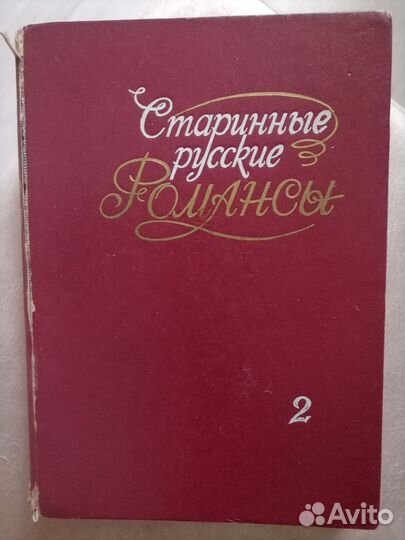 Старинные
русские
Романсы
2
Avito